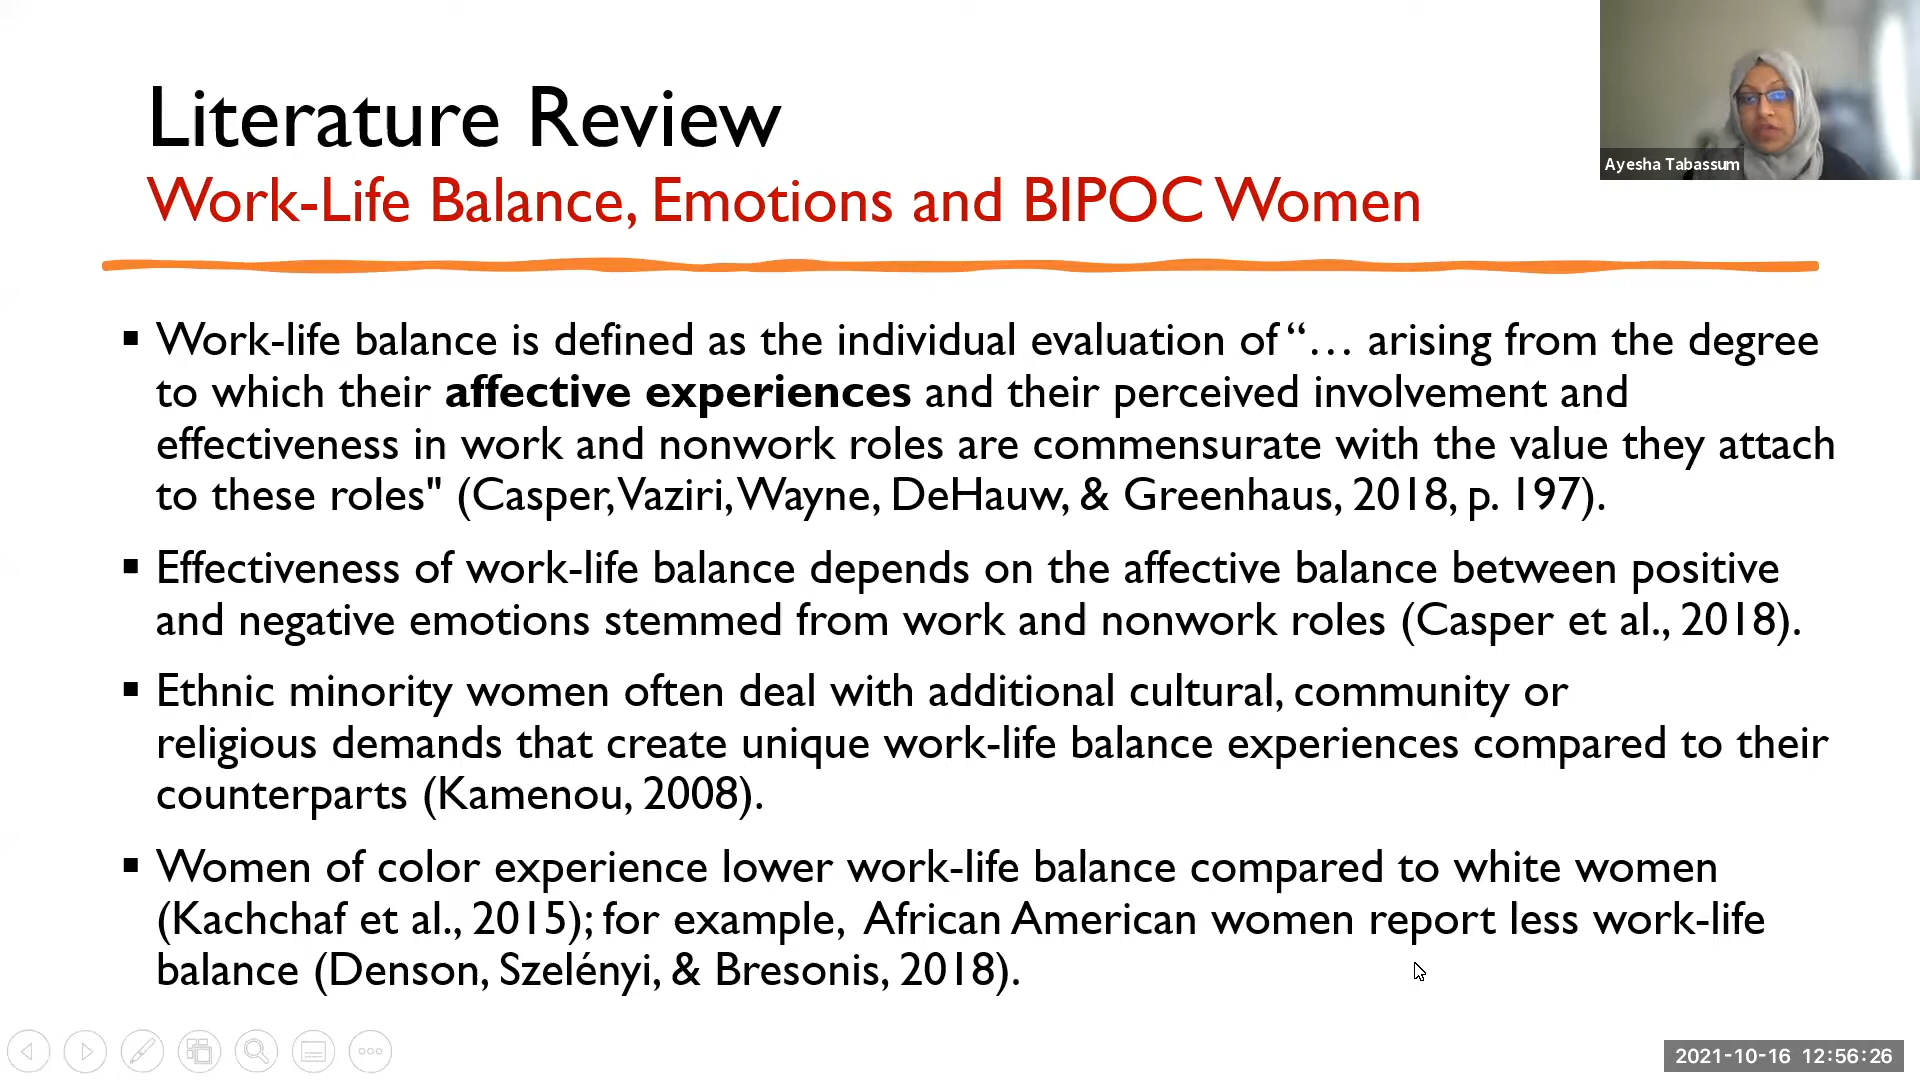 Literature Review
Work-Life Balance, Emotions and BIPOC Women
Ayesha Tabassum
▪ Work-life balance is defined as the individual evaluation of “… arising from the degree
to which their affective experiences and their perceived involvement and
effectiveness in work and nonwork roles are commensurate with the value they attach
to these roles" (Casper, Vaziri, Wayne, DeHauw, & Greenhaus, 2018, p. 197).
▪ Effectiveness of work-life balance depends on the affective balance between positive
and negative emotions stemmed from work and nonwork roles (Casper et al., 2018).
▪ Ethnic minority women often deal with additional cultural, community or
religious demands that create unique work-life balance experiences compared to their
counterparts (Kamenou, 2008).
▪ Women of color experience lower work-life balance compared to white women
(Kachchaf et al., 2015); for example, African American women report less work-life
balance (Denson, Szelényi, & Bresonis, 2018).
2021-10-16 12:56:26